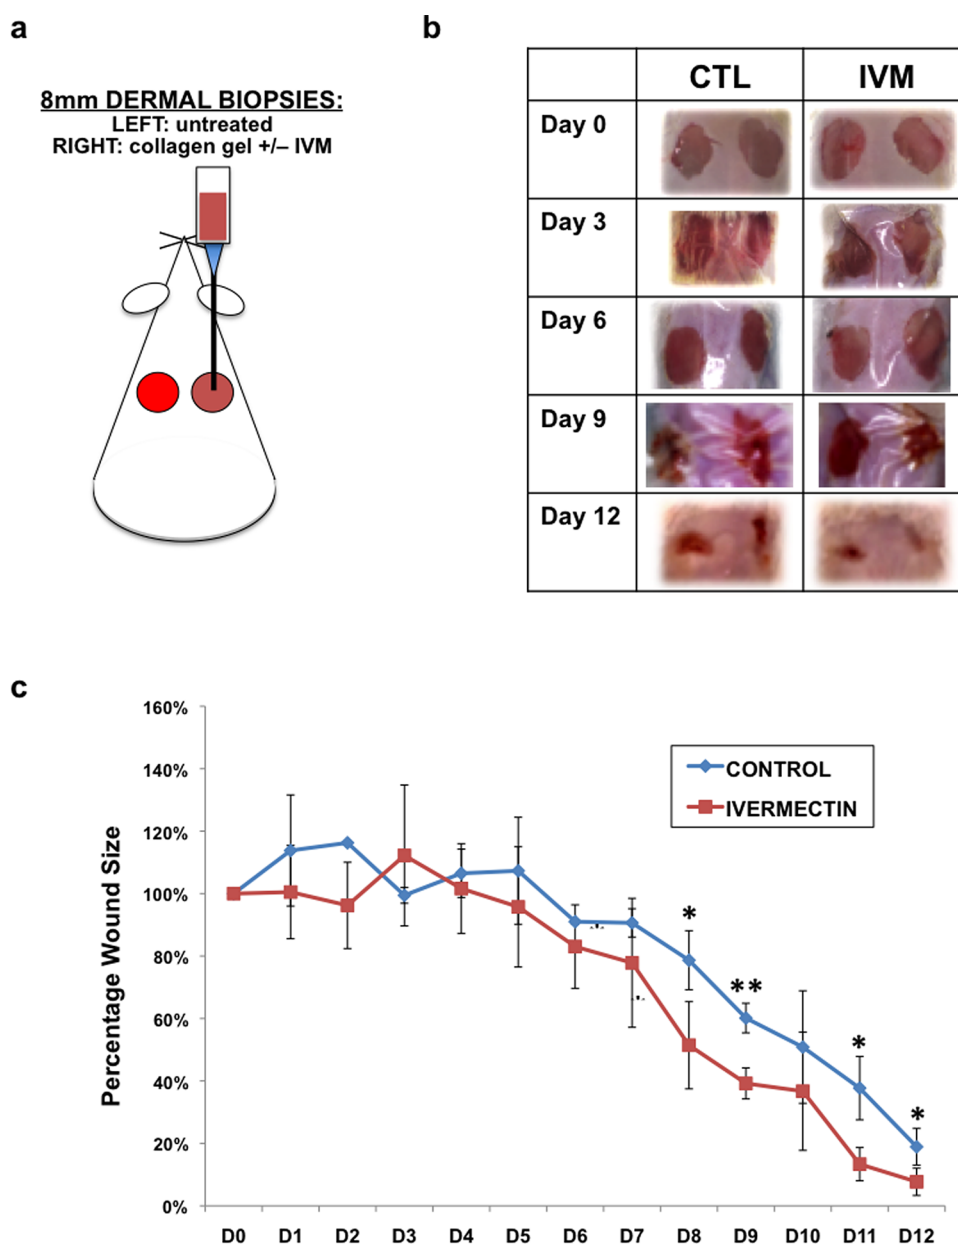 a
8mm DERMAL BIOPSIES:
LEFT: untreated
RIGHT: collagen gel +/– IVM
b
CTL IVM
Day 0
Day 3
Day 6
Day 9
Day 12
c
160%
140%
120%
100%
80%
60%
40%
20%
0%
Percentage Wound Size
CONTROL
IVERMECTIN
*
**
*
*
D0 D1 D2 D3 D4 D5 D6 D7 D8 D9 D10 D11 D12